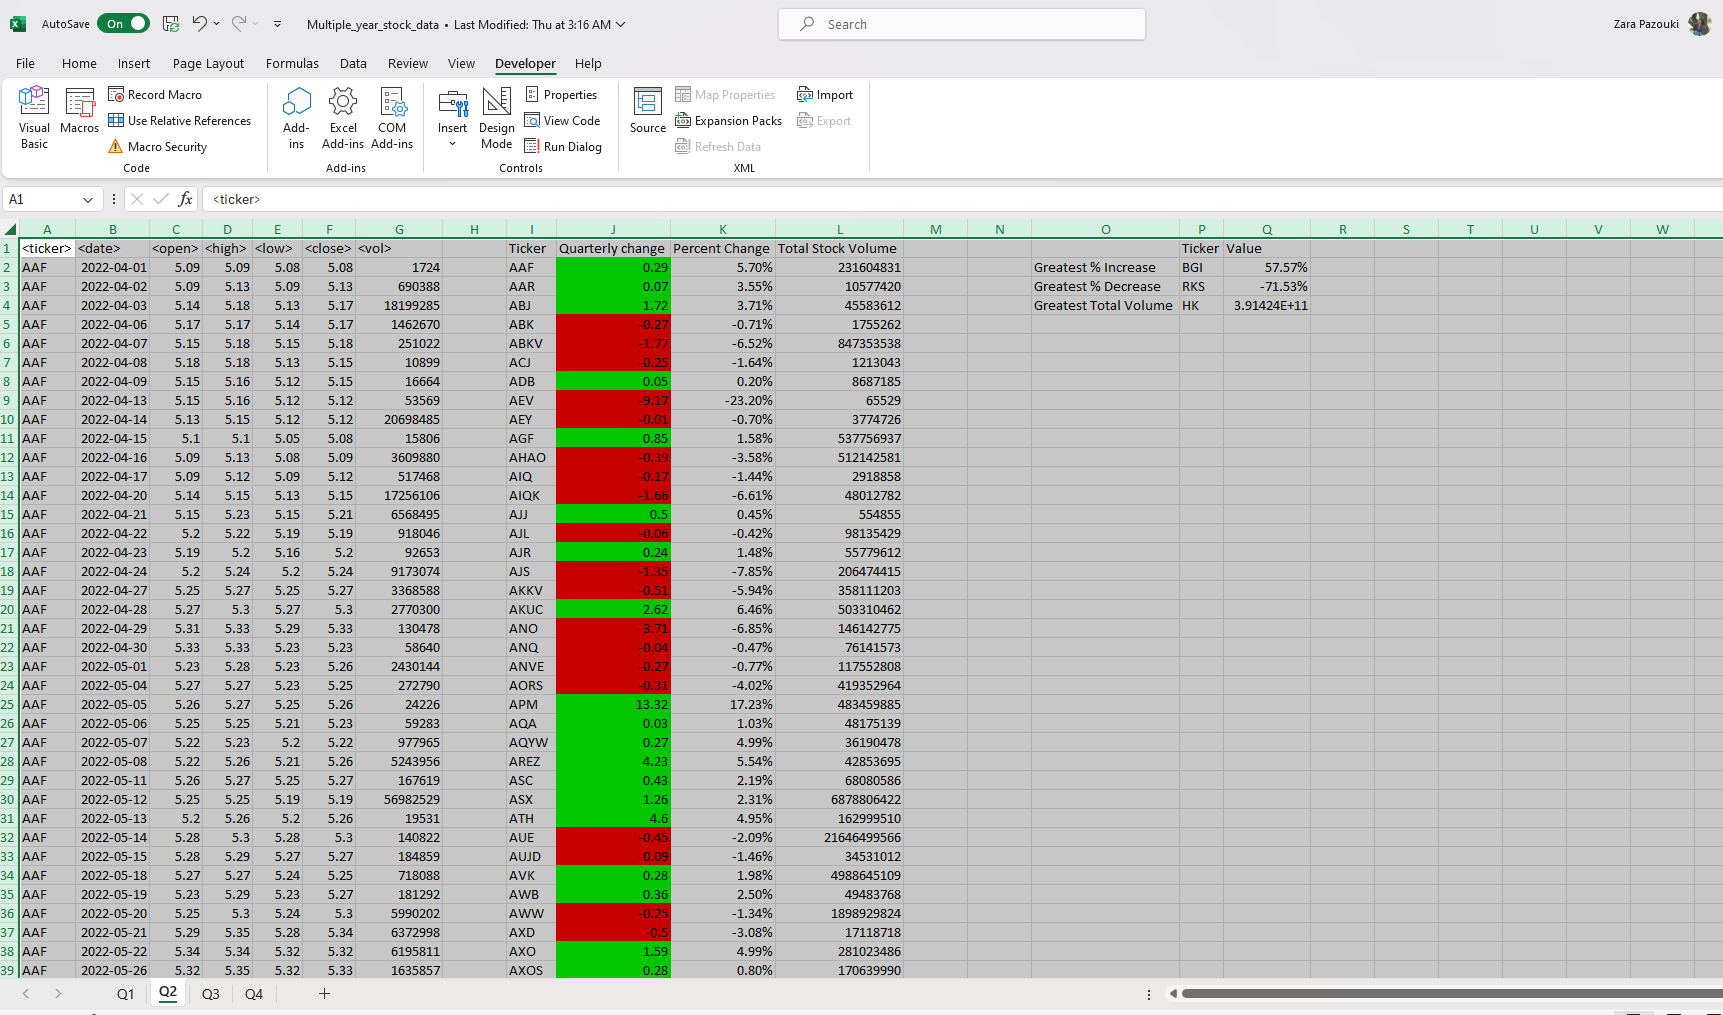 AutoSave On Multiple_year_stock_data • Last Modified: Thu at 3:16 AM Search Zara Pazouki
File Home Insert Page Layout Formulas Data Review View Developer Help
Visual Basic
Macros
Record Macro
Use Relative References
Macro Security
Code
Add-ins
Excel Add-ins
COM Add-ins
Add-ins
Insert
Design Mode
Properties
View Code
Run Dialog
Controls
Source
Map Properties
Expansion Packs
Refresh Data
Import
Export
XML
A1 fx <ticker>
A B C D E F G H I J K L M N O P Q R S T U V W
1 <ticker> <date> <open> <high> <low> <close> <vol> Ticker Quarterly change Percent Change Total Stock Volume Ticker Value
2 AAF 2022-04-01 5.09 5.09 5.08 5.08 1724 AAF 0.29 5.70% 231604831 Greatest % Increase BGI 57.57%
3 AAF 2022-04-02 5.09 5.13 5.09 5.13 690388 AAR 0.07 3.55% 10577420 Greatest % Decrease RKS -71.53%
4 AAF 2022-04-03 5.14 5.18 5.13 5.17 18199285 ABJ 1.72 3.71% 45583612 Greatest Total Volume HK 3.91424E+11
5 AAF 2022-04-06 5.17 5.17 5.14 5.17 1462670 ABK -0.27 -0.71% 1755262
6 AAF 2022-04-07 5.15 5.18 5.15 5.18 251022 ABKV -1.77 -6.52% 847353538
7 AAF 2022-04-08 5.18 5.18 5.13 5.15 10899 ACJ -0.25 -1.64% 1213043
8 AAF 2022-04-09 5.15 5.16 5.12 5.15 16664 ADB 0.05 0.20% 8687185
9 AAF 2022-04-13 5.15 5.16 5.12 5.12 53569 AEV -9.17 -23.20% 65529
10 AAF 2022-04-14 5.13 5.15 5.12 5.12 20698485 AEY -0.01 -0.70% 3774726
11 AAF 2022-04-15 5.1 5.1 5.05 5.08 15806 AGF 0.85 1.58% 537756937
12 AAF 2022-04-16 5.09 5.13 5.08 5.09 3609880 AHAO -0.39 -3.58% 512142581
13 AAF 2022-04-17 5.09 5.12 5.09 5.12 517468 AIQ -0.17 -1.44% 2918858
14 AAF 2022-04-20 5.14 5.15 5.13 5.15 17256106 AIQK -1.66 -6.61% 48012782
15 AAF 2022-04-21 5.15 5.23 5.15 5.21 6568495 AJJ 0.5 0.45% 554855
16 AAF 2022-04-22 5.2 5.22 5.19 5.19 918046 AJL -0.06 -0.42% 98135429
17 AAF 2022-04-23 5.19 5.2 5.16 5.2 92653 AJR 0.24 1.48% 55779612
18 AAF 2022-04-24 5.2 5.24 5.2 5.24 9173074 AJS -1.35 -7.85% 206474415
19 AAF 2022-04-27 5.25 5.27 5.25 5.27 3368588 AKKV -0.51 -5.94% 358111203
20 AAF 2022-04-28 5.27 5.3 5.27 5.3 2770300 AKUC 2.62 6.46% 503310462
21 AAF 2022-04-29 5.31 5.33 5.29 5.33 130478 ANO -3.71 -6.85% 146142775
22 AAF 2022-04-30 5.33 5.33 5.23 5.23 58640 ANQ -0.04 -0.47% 76141573
23 AAF 2022-05-01 5.23 5.28 5.23 5.26 2430144 ANVE -0.27 -0.77% 117552808
24 AAF 2022-05-04 5.27 5.27 5.23 5.25 272790 AORS -0.31 -4.02% 419352964
25 AAF 2022-05-05 5.26 5.27 5.25 5.26 24226 APM 13.32 17.23% 483459885
26 AAF 2022-05-06 5.25 5.25 5.21 5.23 59283 AQA 0.03 1.03% 48175139
27 AAF 2022-05-07 5.22 5.23 5.2 5.22 977965 AQYW 0.27 4.99% 36190478
28 AAF 2022-05-08 5.22 5.26 5.21 5.26 5243956 AREZ 4.23 5.54% 42853695
29 AAF 2022-05-11 5.26 5.27 5.25 5.27 167619 ASC 0.43 2.19% 68080586
30 AAF 2022-05-12 5.25 5.25 5.19 5.19 56982529 ASX 1.26 2.31% 6878806422
31 AAF 2022-05-13 5.2 5.26 5.2 5.26 19531 ATH 4.6 4.95% 162999510
32 AAF 2022-05-14 5.28 5.3 5.28 5.3 140822 AUE -0.45 -2.09% 21646499566
33 AAF 2022-05-15 5.28 5.29 5.27 5.27 184859 AUJD -0.09 -1.46% 34531012
34 AAF 2022-05-18 5.27 5.27 5.24 5.25 718088 AVK 0.28 1.98% 4988645109
35 AAF 2022-05-19 5.23 5.29 5.23 5.27 181292 AWB 0.36 2.50% 49483768
36 AAF 2022-05-20 5.25 5.3 5.24 5.3 5990202 AWW -0.25 -1.34% 1898929824
37 AAF 2022-05-21 5.29 5.35 5.28 5.34 6372998 AXD -0.5 -3.08% 17118718
38 AAF 2022-05-22 5.34 5.34 5.32 5.32 6195811 AXO 1.59 4.99% 281023486
39 AAF 2022-05-26 5.32 5.35 5.32 5.33 1635857 AXOS 0.28 0.80% 170639990
Q1 Q2 Q3 Q4